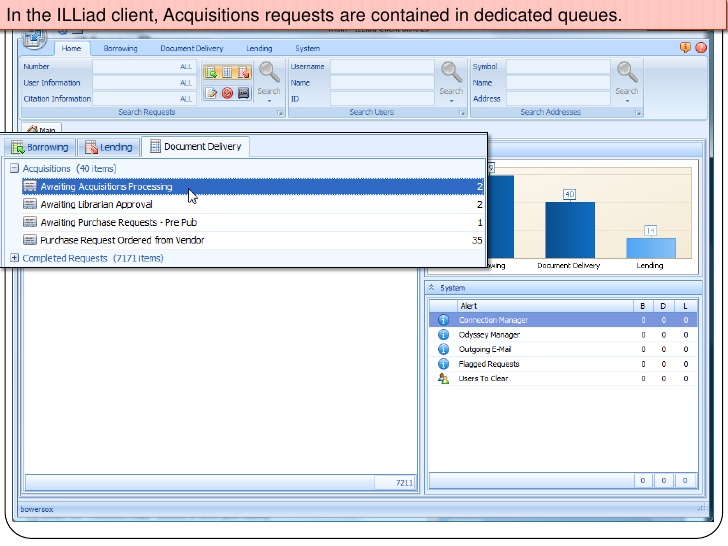 In the ILLiad client, Acquisitions requests are contained in dedicated queues.
Home Borrowing Document Delivery Lending System
Number ALL
User Information ALL
Citation Information ALL
Search
Search Requests
Username
Name
ID
Search
Search Users
Symbol
Name
Address
Search
Search Addresses
Main
Borrowing Lending Document Delivery
Acquisitions (40 items)
Awaiting Acquisitions Processing 2
Awaiting Librarian Approval 2
Awaiting Purchase Requests - Pre Pub 1
Purchase Request Ordered from Vendor 35
Completed Requests (7171 items)
40
14
Document Delivery Lending
System
Alert B D L
Connection Manager 0 0 0
Odyssey Manager 0 0 0
Outgoing E-Mail 0 0 0
Flagged Requests 0 0 0
Users To Clear 0 0 0
7211
0 0 0
bowersox